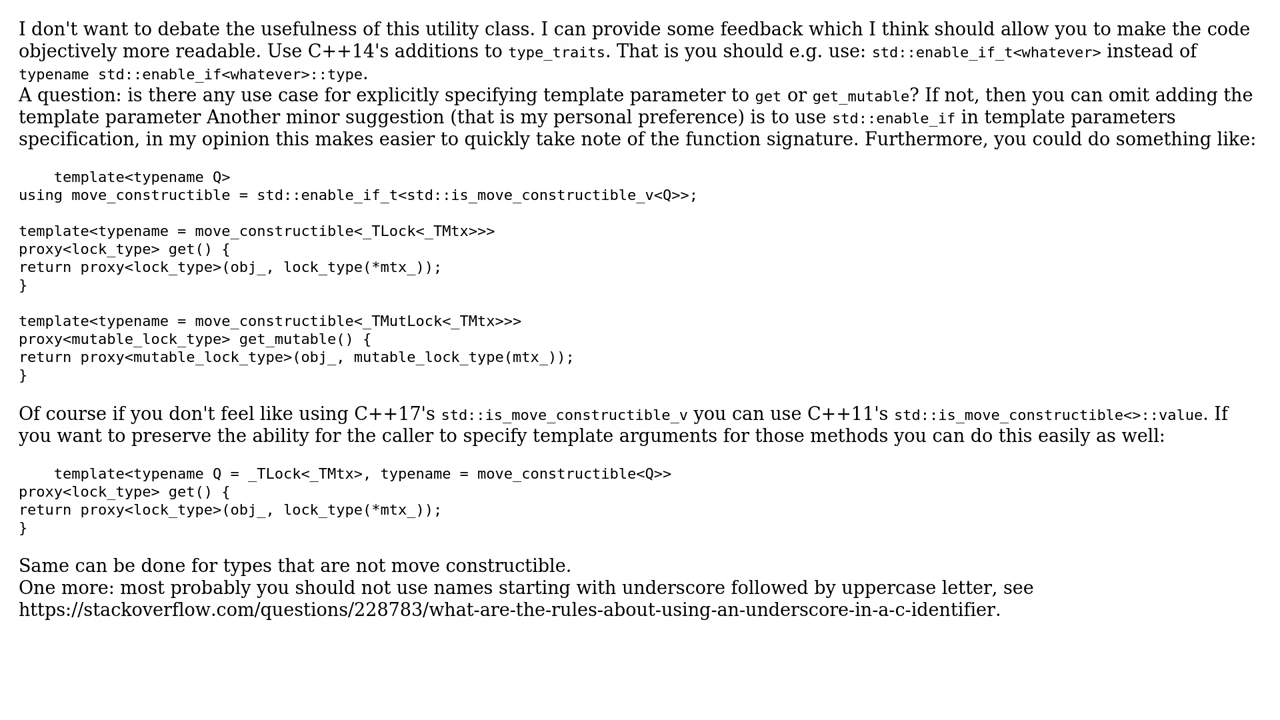 I don't want to debate the usefulness of this utility class. I can provide some feedback which I think should allow you to make the code
objectively more readable. Use C++14's additions to type_traits. That is you should e.g. use: std::enable_if_t<whatever> instead of
typename std::enable_if<whatever>::type.
A question: is there any use case for explicitly specifying template parameter to get or get_mutable? If not, then you can omit adding the
template parameter Another minor suggestion (that is my personal preference) is to use std::enable_if in template parameters
specification, in my opinion this makes easier to quickly take note of the function signature. Furthermore, you could do something like:
    template<typename Q>
using move_constructible = std::enable_if_t<std::is_move_constructible_v<Q>>;
template<typename = move_constructible<_TLock<_TMtx>>>
proxy<lock_type> get() {
return proxy<lock_type>(obj_, lock_type(*mtx_));
}
template<typename = move_constructible<_TMutLock<_TMtx>>>
proxy<mutable_lock_type> get_mutable() {
return proxy<mutable_lock_type>(obj_, mutable_lock_type(mtx_));
}
Of course if you don't feel like using C++17's std::is_move_constructible_v you can use C++11's std::is_move_constructible<>::value. If
you want to preserve the ability for the caller to specify template arguments for those methods you can do this easily as well:
    template<typename Q = _TLock<_TMtx>, typename = move_constructible<Q>>
proxy<lock_type> get() {
return proxy<lock_type>(obj_, lock_type(*mtx_));
}
Same can be done for types that are not move constructible.
One more: most probably you should not use names starting with underscore followed by uppercase letter, see
https://stackoverflow.com/questions/228783/what-are-the-rules-about-using-an-underscore-in-a-c-identifier.